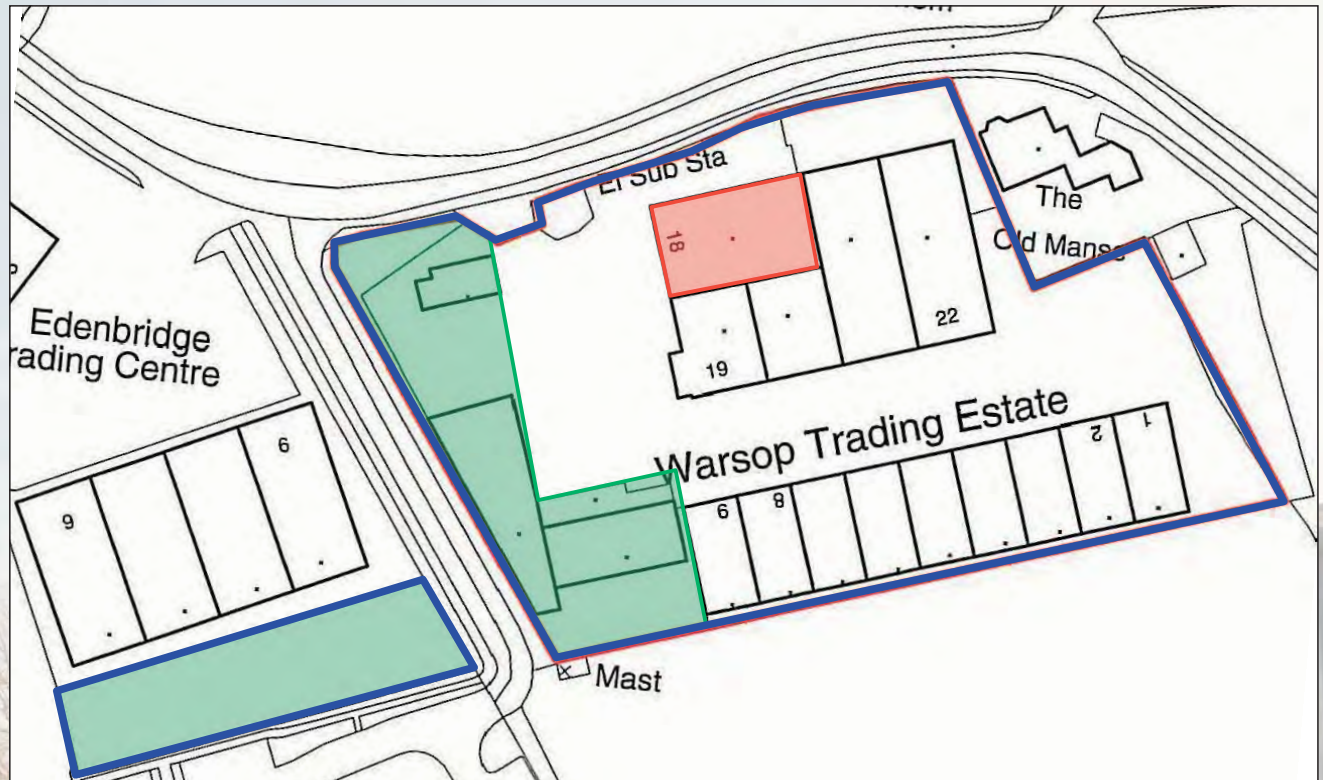 El Sub Sta
The
Old Manse
18
22
19
Edenbridge
rading Centre
6
9
Warsop Trading Estate
1
2
8
9
Mast